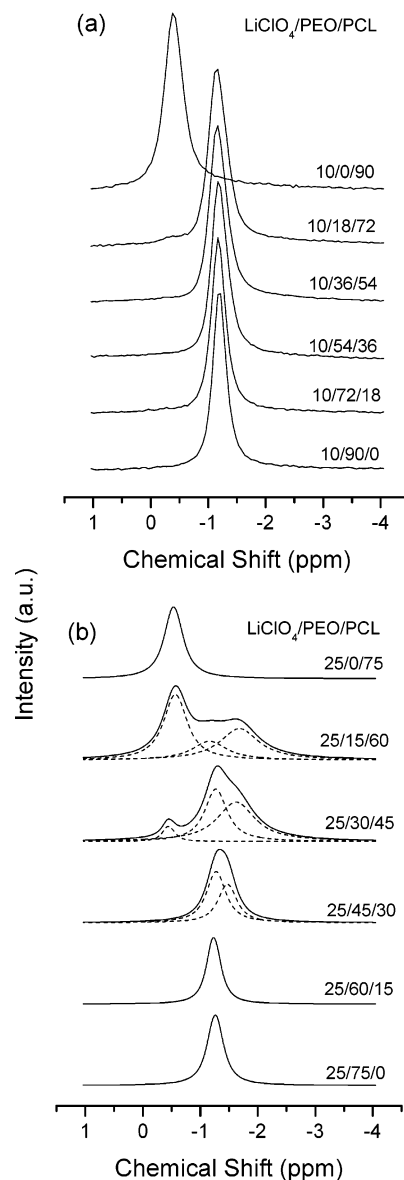 (a)
LiClO₄/PEO/PCL
10/0/90
10/18/72
10/36/54
10/54/36
10/72/18
10/90/0
1 0 -1 -2 -3 -4
Chemical Shift (ppm)
Intensity (a.u.)
(b)
LiClO₄/PEO/PCL
25/0/75
25/15/60
25/30/45
25/45/30
25/60/15
25/75/0
1 0 -1 -2 -3 -4
Chemical Shift (ppm)